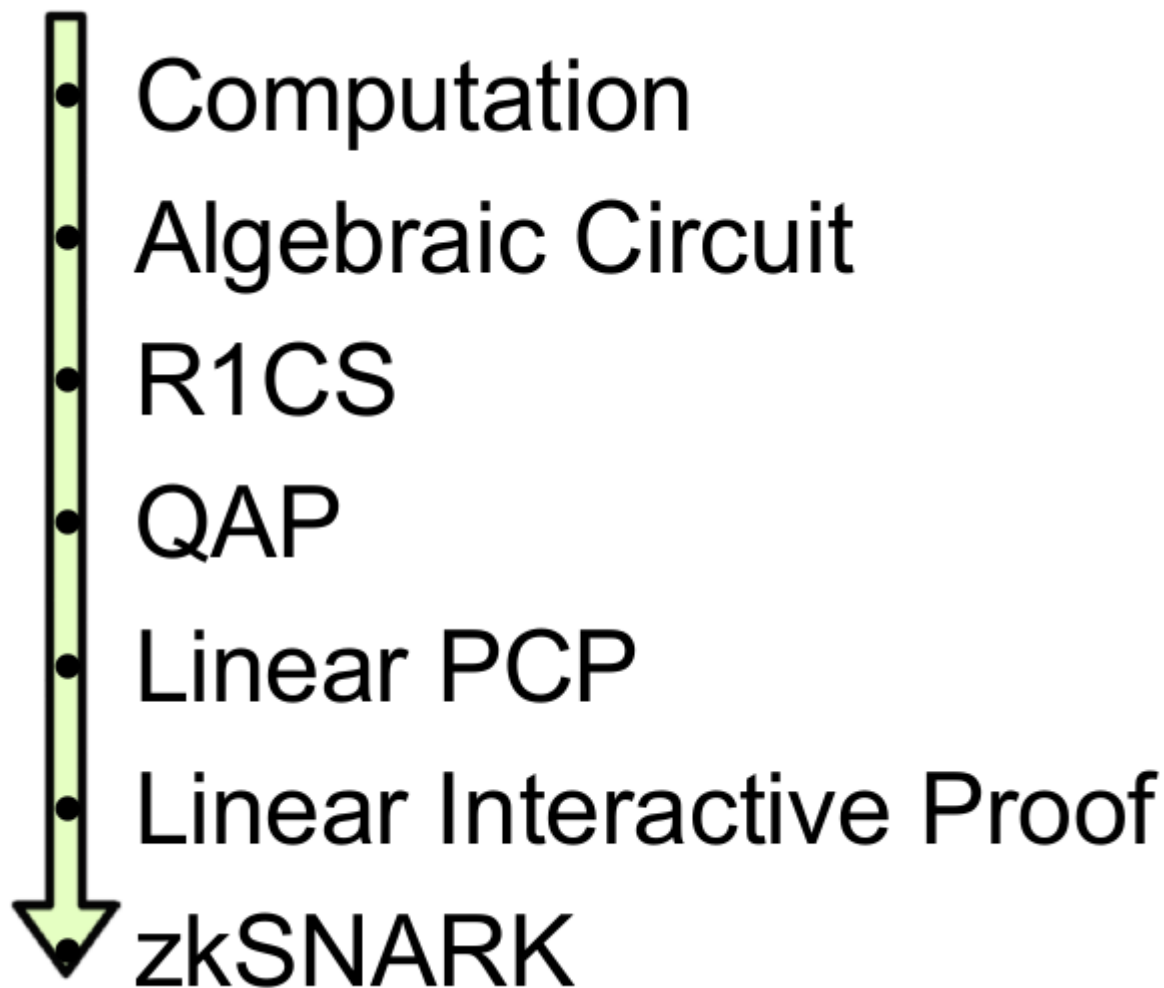 Computation
Algebraic Circuit
R1CS
QAP
Linear PCP
Linear Interactive Proof
zkSNARK